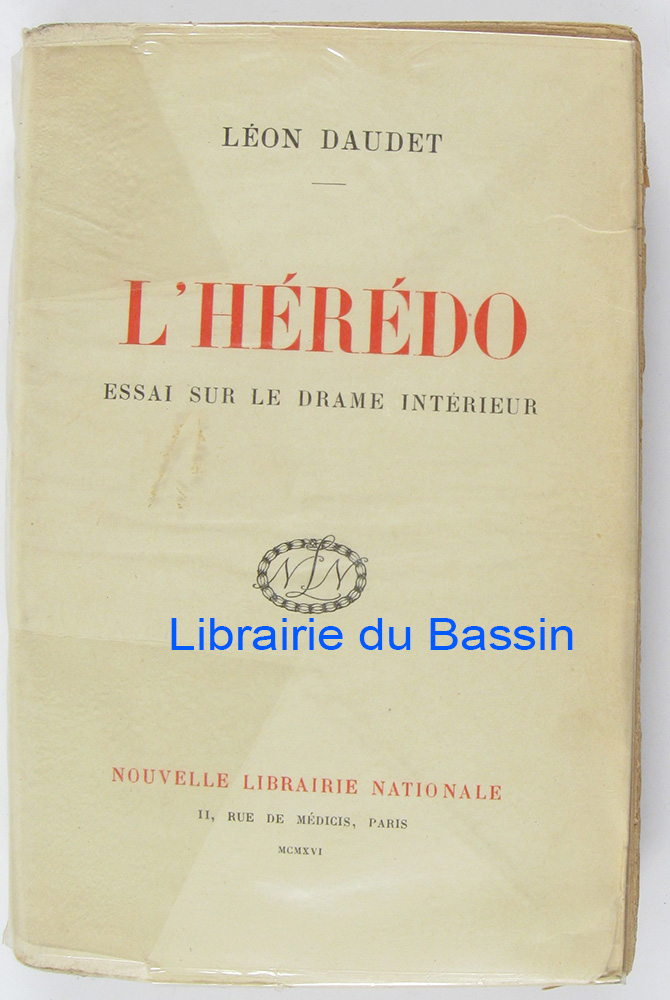 LÉON DAUDET
L'HÉRÉDO
ESSAI SUR LE DRAME INTÉRIEUR
NLN
Librairie du Bassin
NOUVELLE LIBRAIRIE NATIONALE
II, RUE DE MÉDICIS, PARIS
MCMXVI